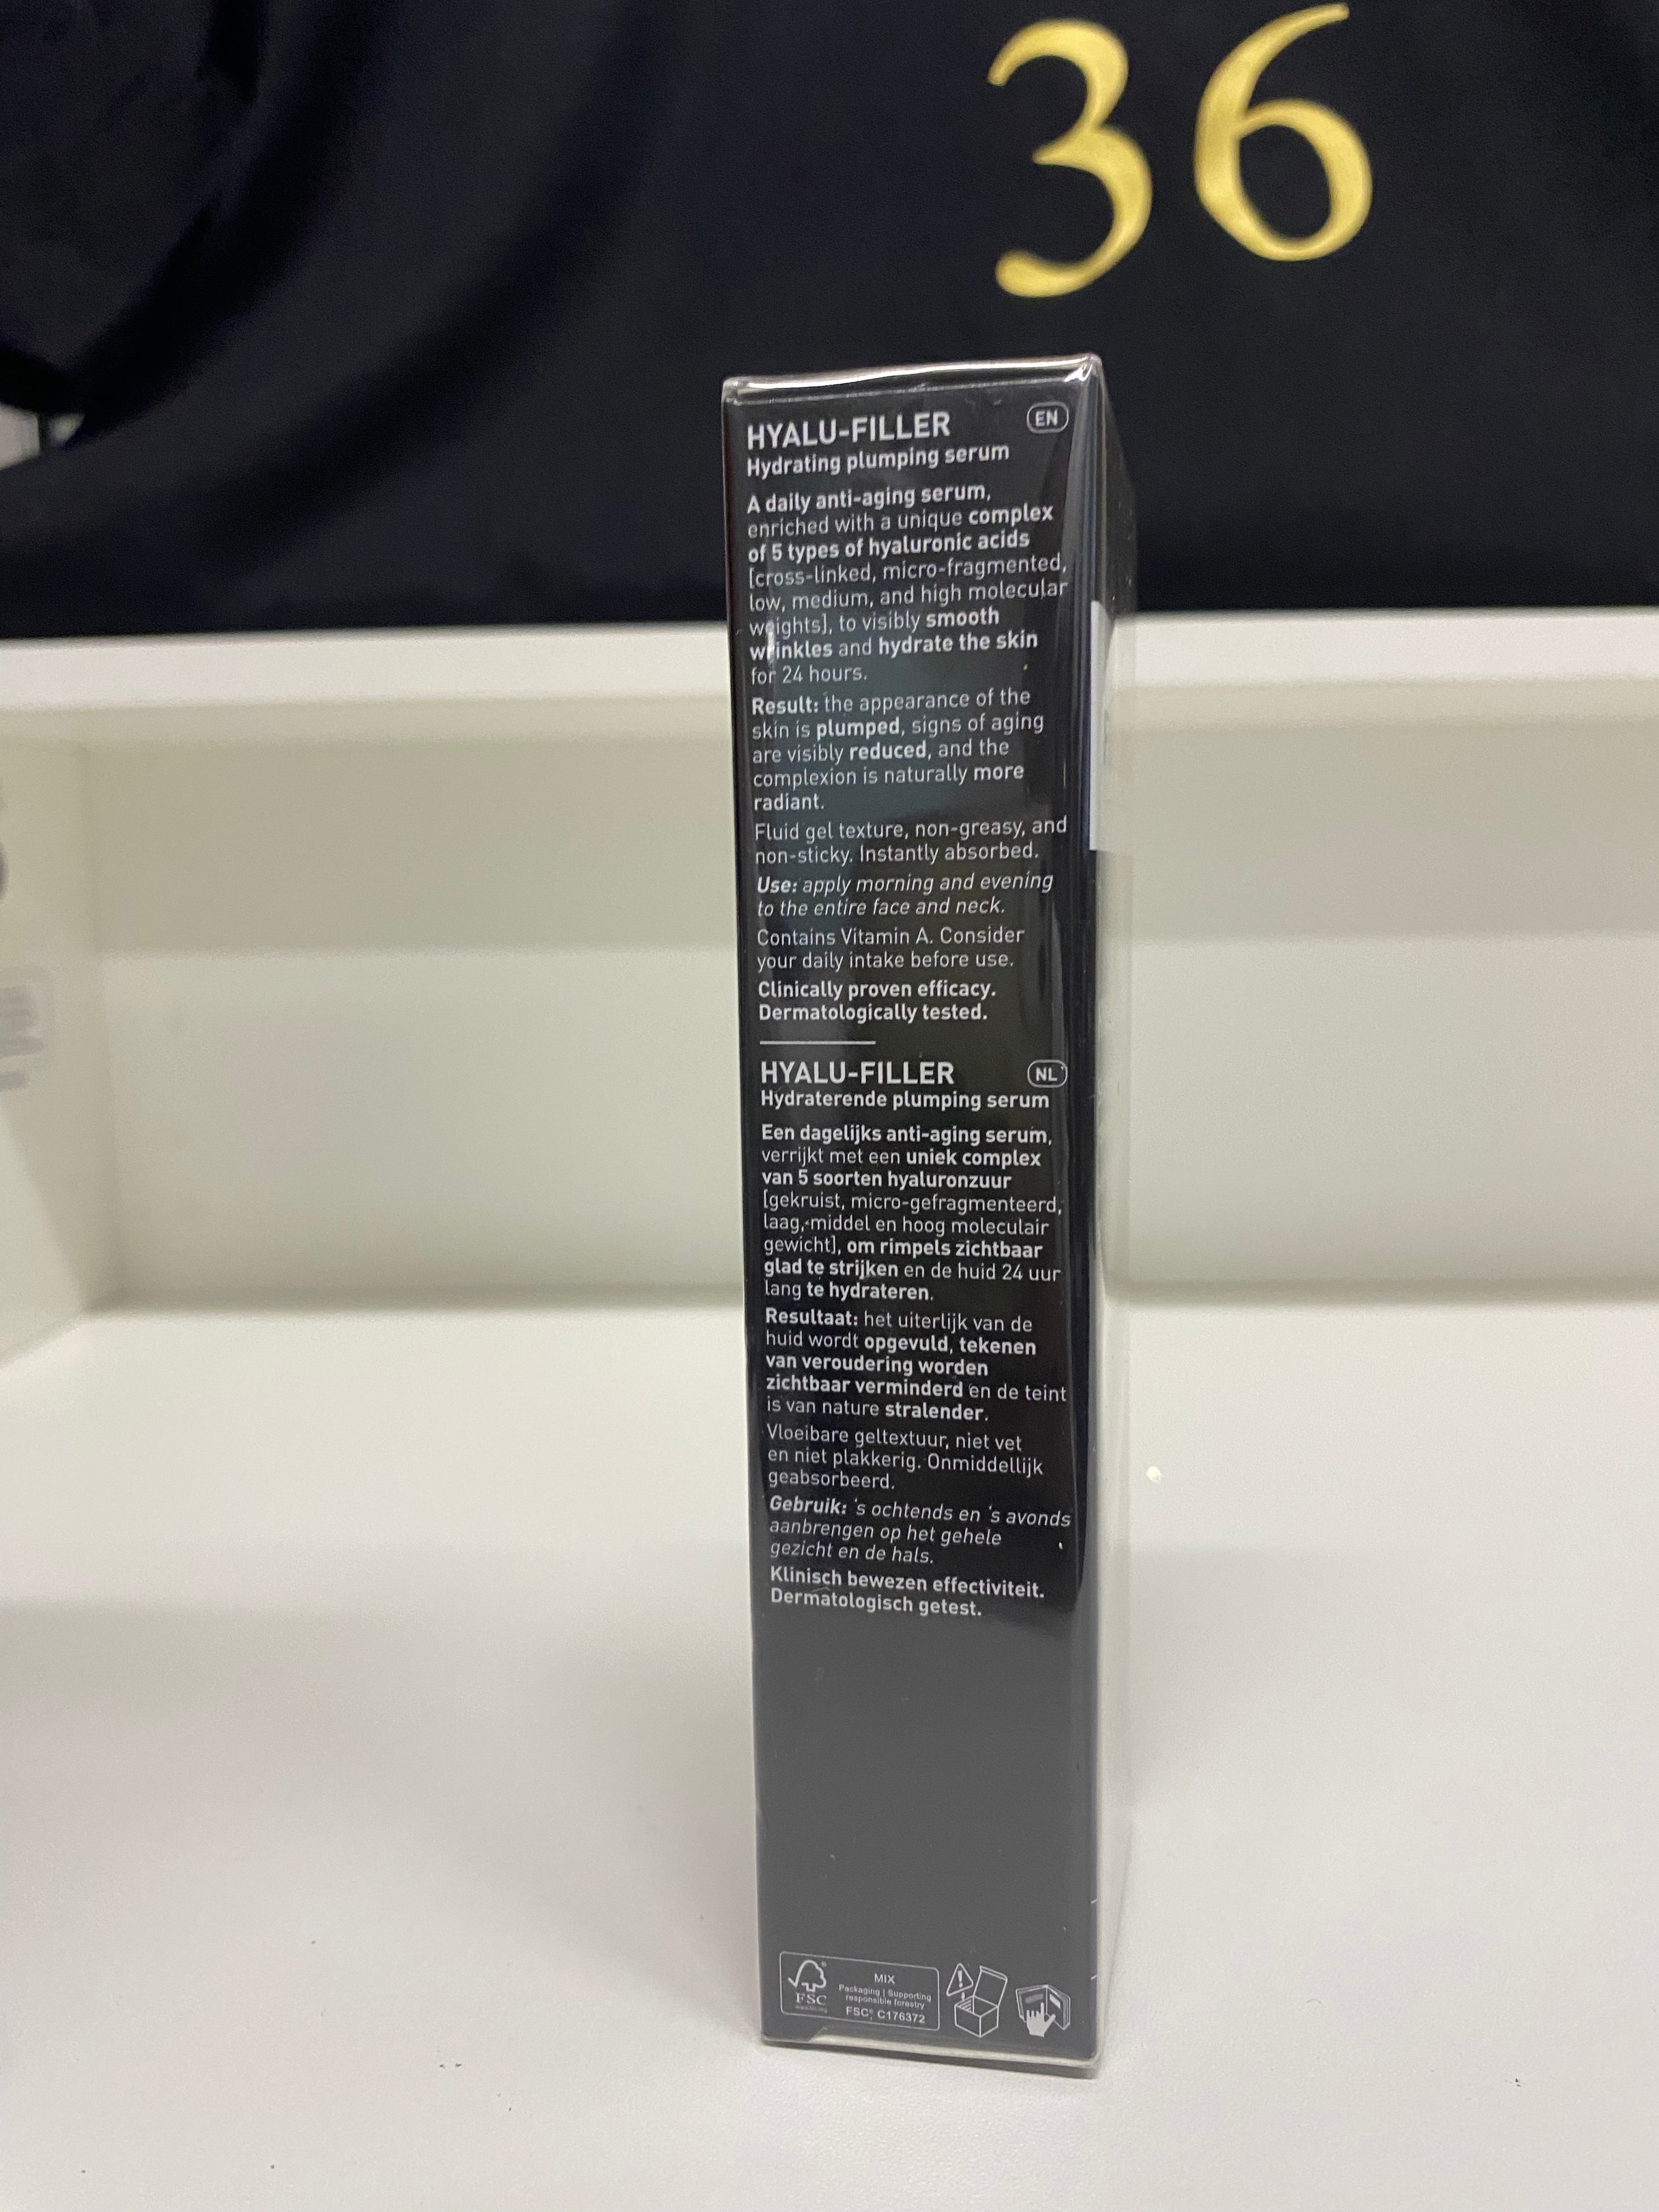 36
HYALU-FILLER EN
Hydrating plumping serum
A daily anti-aging serum,
enriched with a unique complex
of 5 types of hyaluronic acids
[cross-linked, micro-fragmented,
low, medium, and high molecular
weights], to visibly smooth
wrinkles and hydrate the skin
for 24 hours.
Result: the appearance of the
skin is plumped, signs of aging
are visibly reduced, and the
complexion is naturally more
radiant.
Fluid gel texture, non-greasy, and
non-sticky. Instantly absorbed.
Use: apply morning and evening
to the entire face and neck.
Contains Vitamin A. Consider
your daily intake before use.
Clinically proven efficacy.
Dermatologically tested.
HYALU-FILLER NL
Hydraterende plumping serum
Een dagelijks anti-aging serum,
verrijkt met een uniek complex
van 5 soorten hyaluronzuur
[gekruist, micro-gefragmenteerd,
laag,-middel en hoog moleculair
gewicht], om rimpels zichtbaar
glad te strijken en de huid 24 uur
lang te hydrateren.
Resultaat: het uiterlijk van de
huid wordt opgevuld, tekenen
van veroudering worden
zichtbaar verminderd en de teint
is van nature stralender.
Vloeibare geltextuur, niet vet
en niet plakkerig. Onmiddellijk
geabsorbeerd.
Gebruik: 's ochtends en 's avonds
aanbrengen op het gehele
gezicht en de hals.
Klinisch bewezen effectiviteit.
Dermatologisch getest.
FSC
MIX
Packaging | Supporting
responsible forestry
FSC® C176372